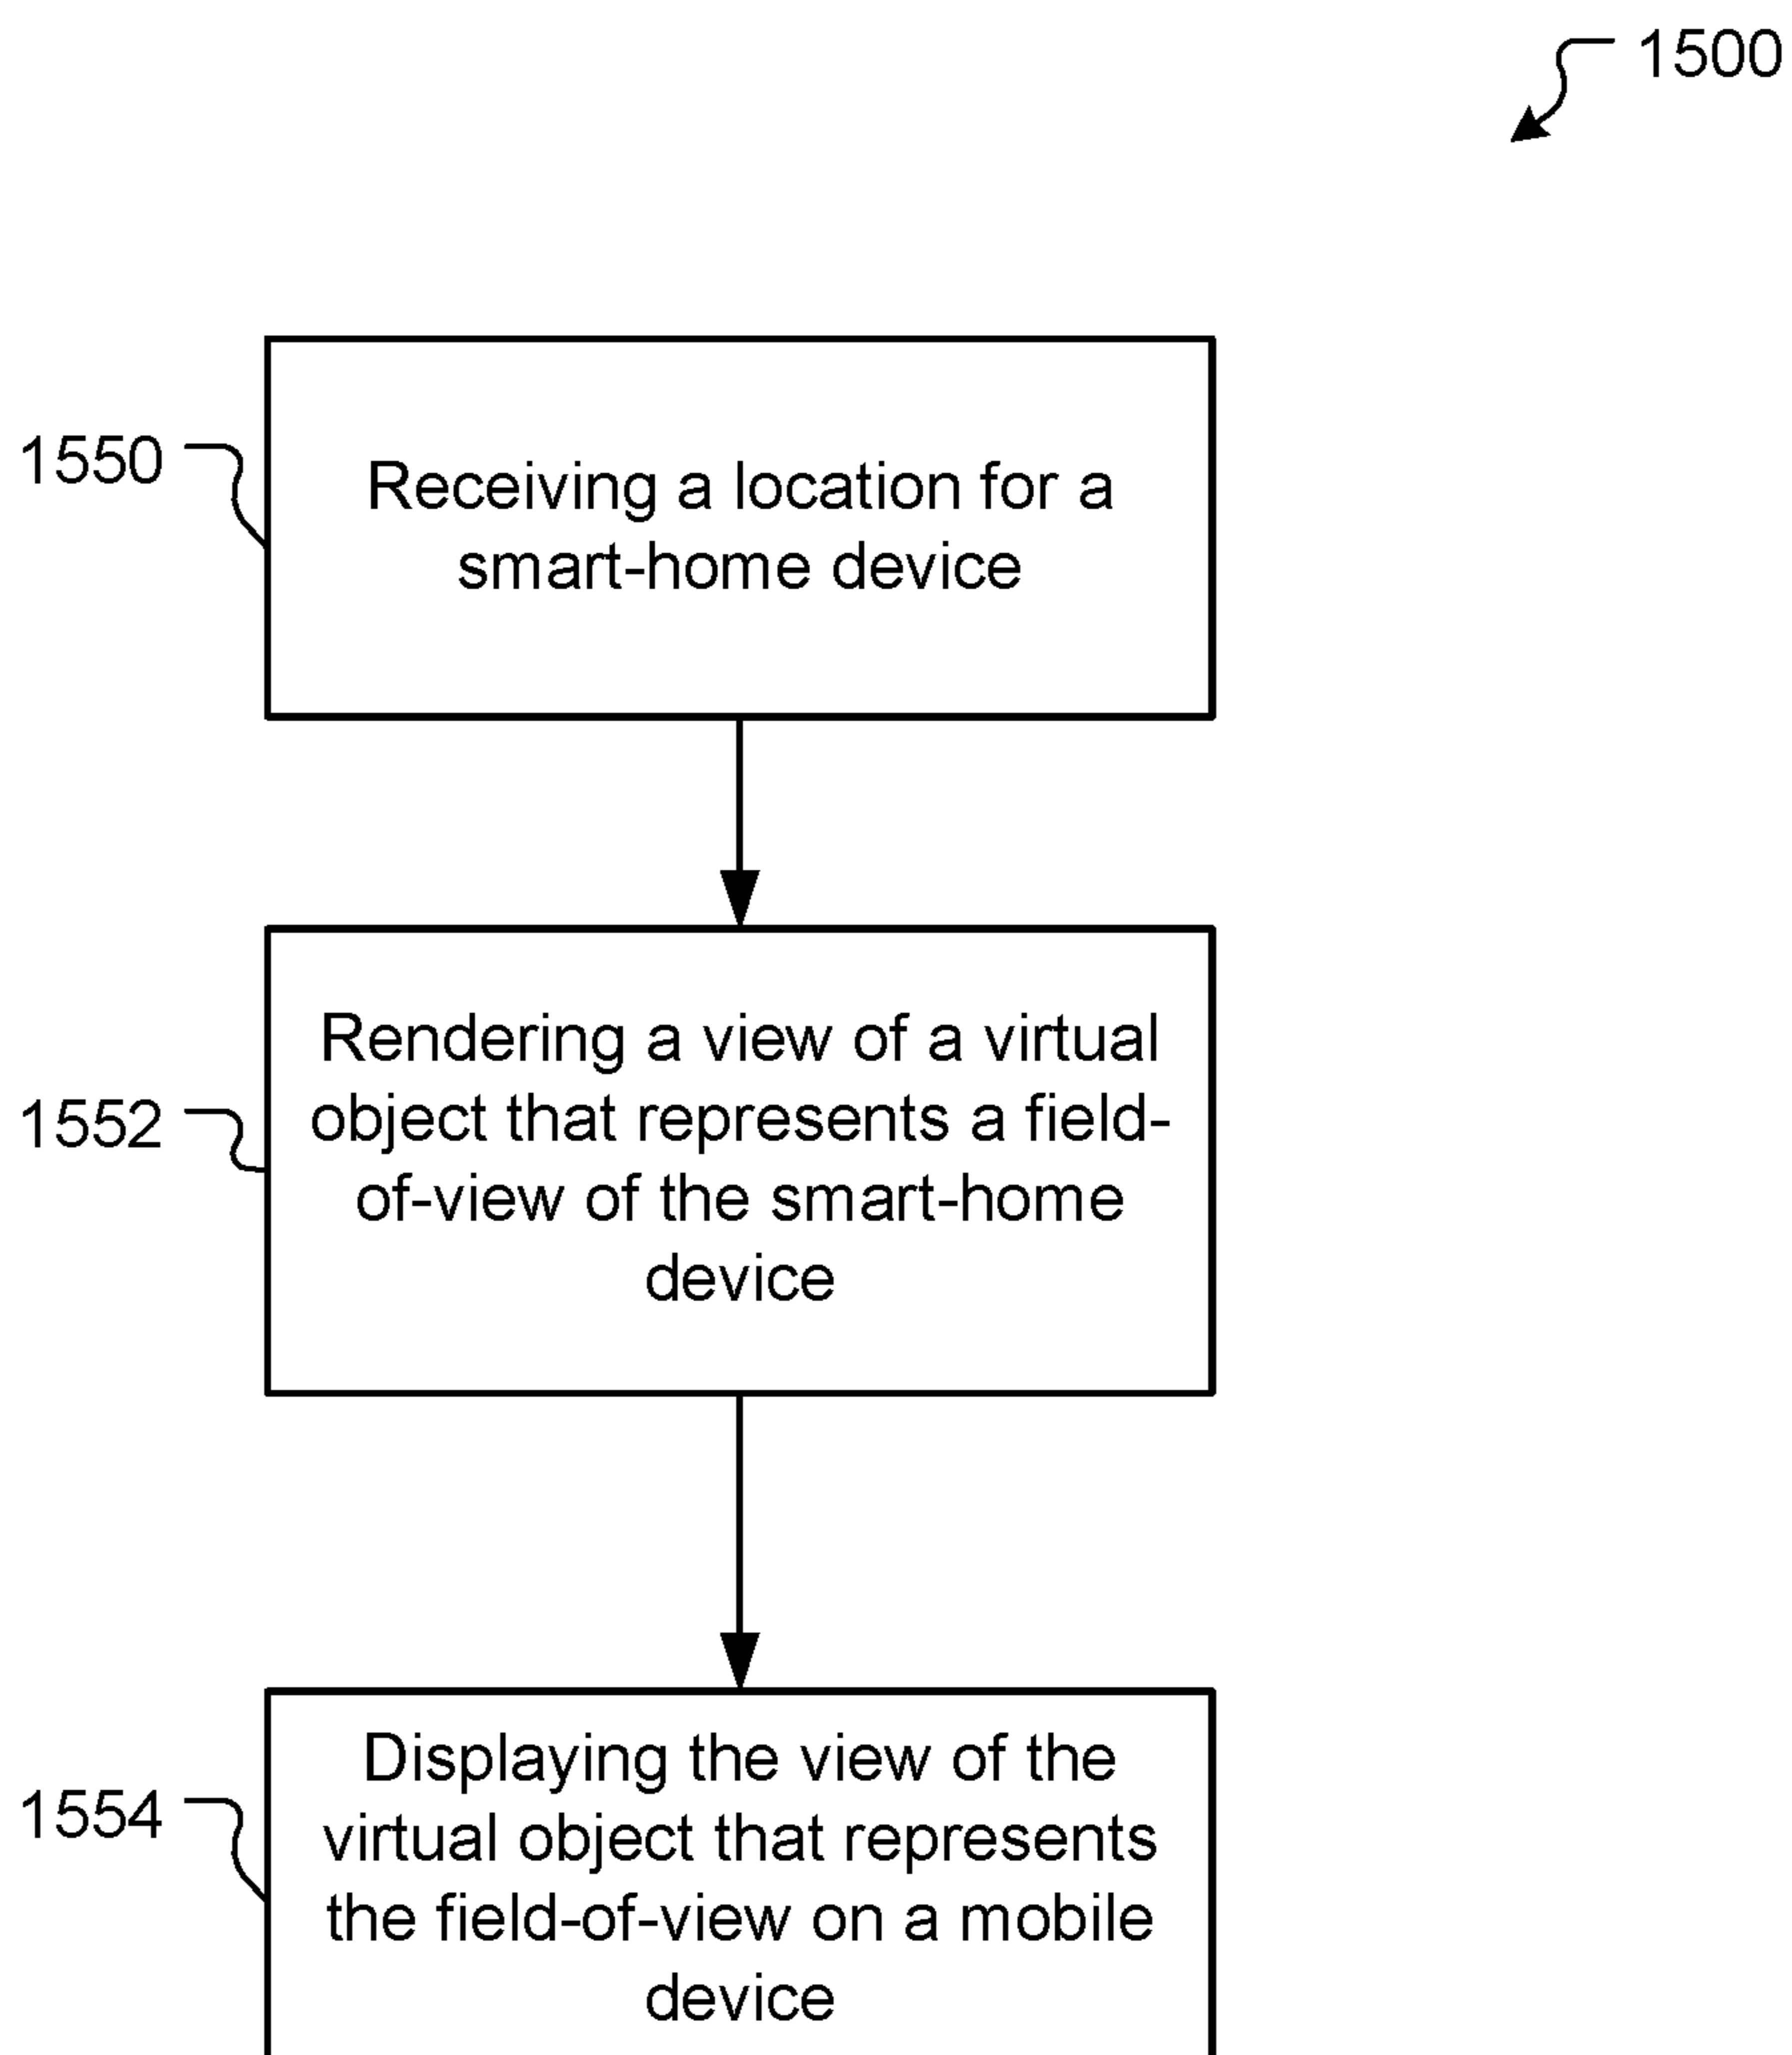 1500
1550
Receiving a location for a
smart-home device
1552
Rendering a view of a virtual
object that represents a field-
of-view of the smart-home
device
1554
Displaying the view of the
virtual object that represents
the field-of-view on a mobile
device